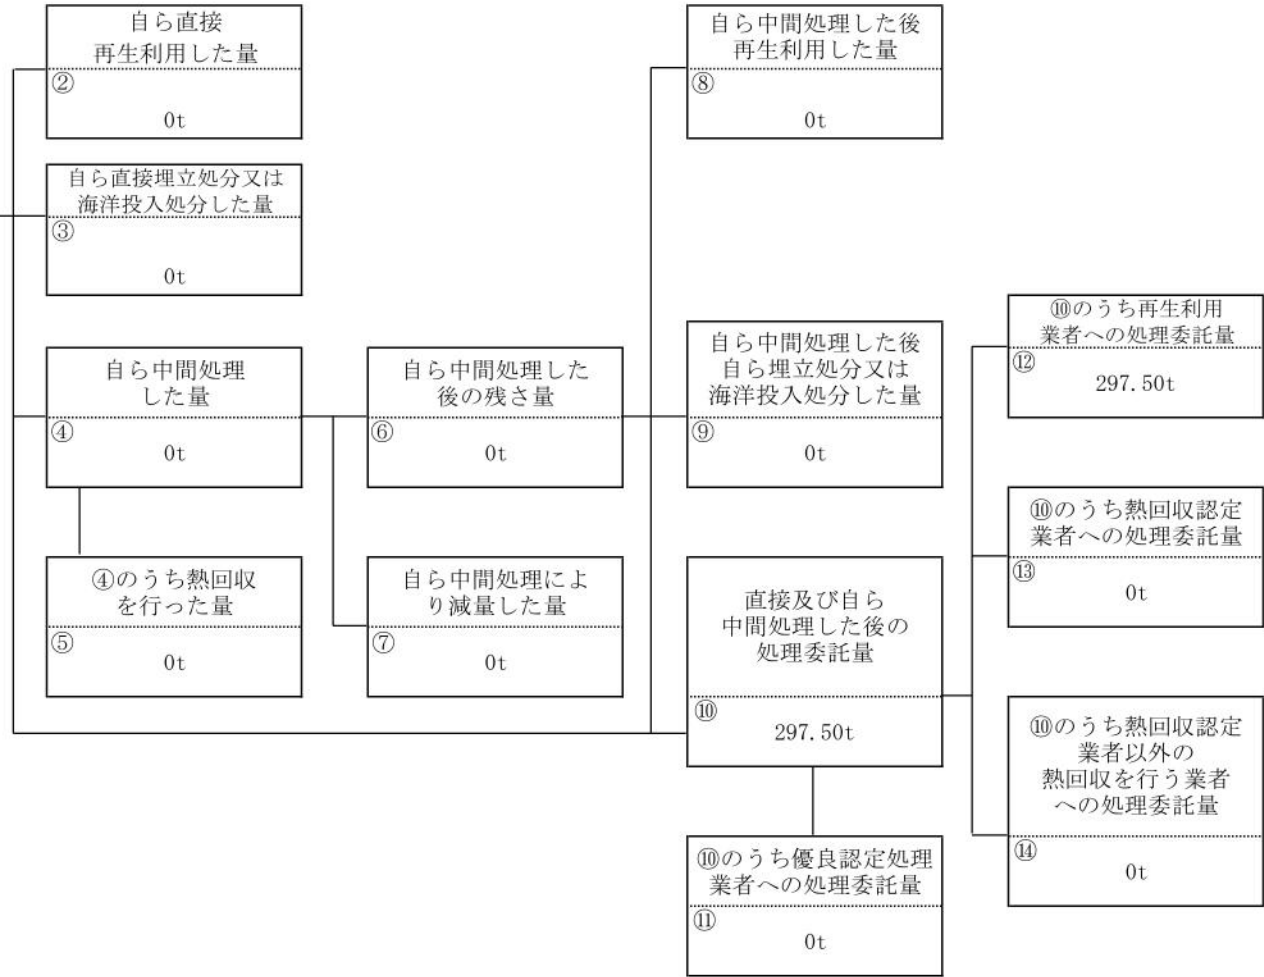 自ら直接
再生利用した量
②
0t
自ら直接埋立処分又は
海洋投入処分した量
③
0t
自ら中間処理
した量
④
0t
④のうち熱回収
を行った量
⑤
0t
自ら中間処理した
後の残さ量
⑥
0t
自ら中間処理によ
り減量した量
⑦
0t
自ら中間処理した後
再生利用した量
⑧
0t
自ら中間処理した後
自ら埋立処分又は
海洋投入処分した量
⑨
0t
直接及び自ら
中間処理した後の
処理委託量
⑩
297.50t
⑩のうち優良認定処理
業者への処理委託量
⑪
0t
⑩のうち再生利用
業者への処理委託量
⑫
297.50t
⑩のうち熱回収認定
業者への処理委託量
⑬
0t
⑩のうち熱回収認定
業者以外の
熱回収を行う業者
への処理委託量
⑭
0t